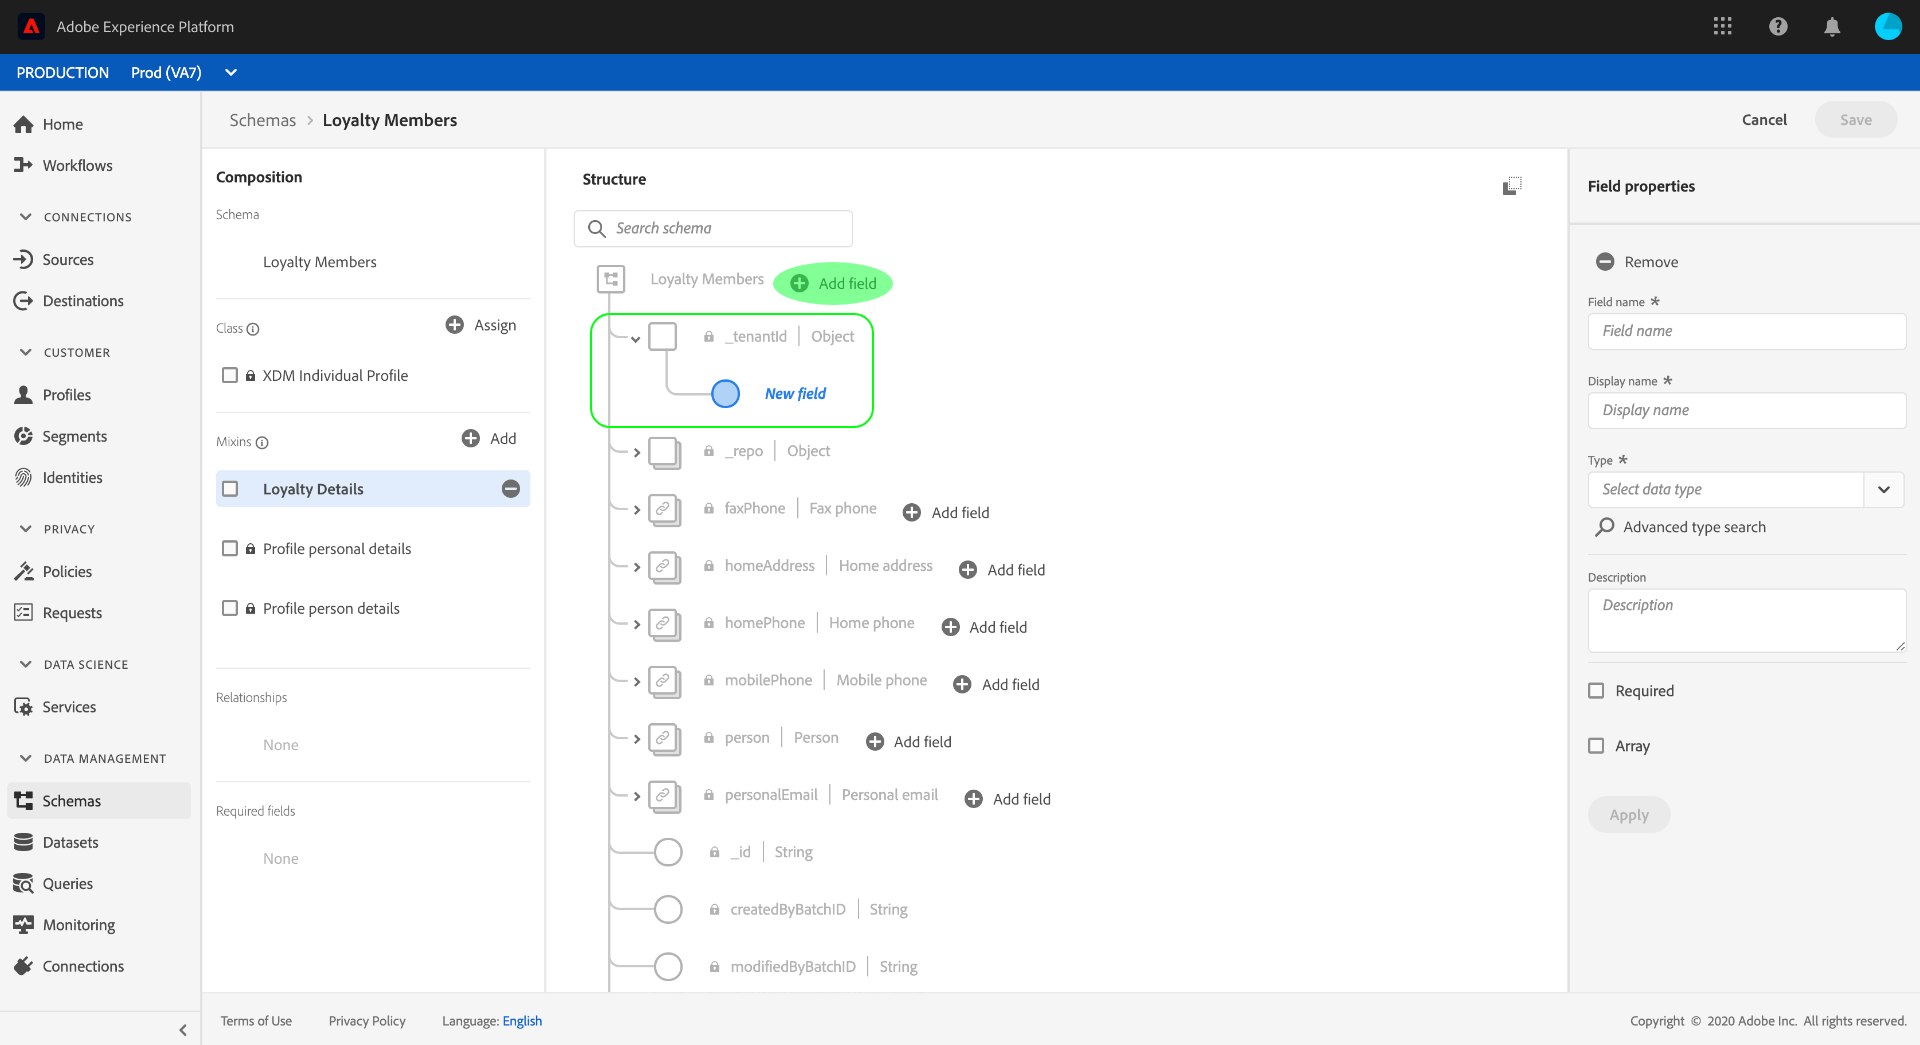 Adobe Experience Platform
PRODUCTION Prod (VA7)
Home
Workflows
CONNECTIONS
Sources
Destinations
CUSTOMER
Profiles
Segments
Identities
PRIVACY
Policies
Requests
DATA SCIENCE
Services
DATA MANAGEMENT
Schemas
Datasets
Queries
Monitoring
Connections
Schemas > Loyalty Members
Cancel
Save
Composition
Schema
Loyalty Members
Class
Assign
XDM Individual Profile
Mixins
Add
Loyalty Details
Profile personal details
Profile person details
Relationships
None
Required fields
None
Structure
Search schema
Loyalty Members Add field
_tenantId | Object
New field
_repo | Object
faxPhone | Fax phone Add field
homeAddress | Home address Add field
homePhone | Home phone Add field
mobilePhone | Mobile phone Add field
person | Person Add field
personalEmail | Personal email Add field
_id | String
createdByBatchID | String
modifiedByBatchID | String
Field properties
Remove
Field name *
Field name
Display name *
Display name
Type *
Select data type
Advanced type search
Description
Description
Required
Array
Apply
Terms of Use Privacy Policy Language: English
Copyright © 2020 Adobe Inc. All rights reserved.